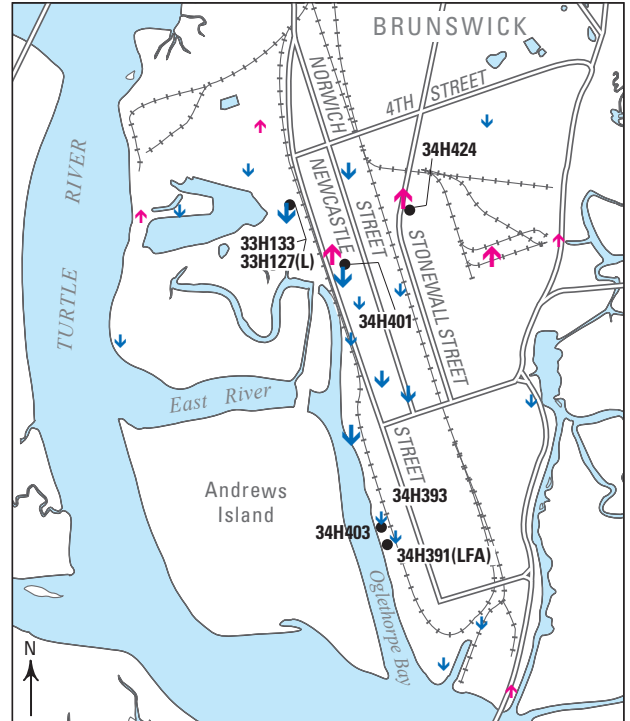 BRUNSWICK
4TH STREET
NORWICH
STREET
34H424
TURTLE RIVER
NEWCASTLE
STREET
33H133
33H127(L)
STONEWALL STREET
34H401
East River
Andrews
Island
34H393
34H403
34H391(LFA)
Oglethorpe Bay
N